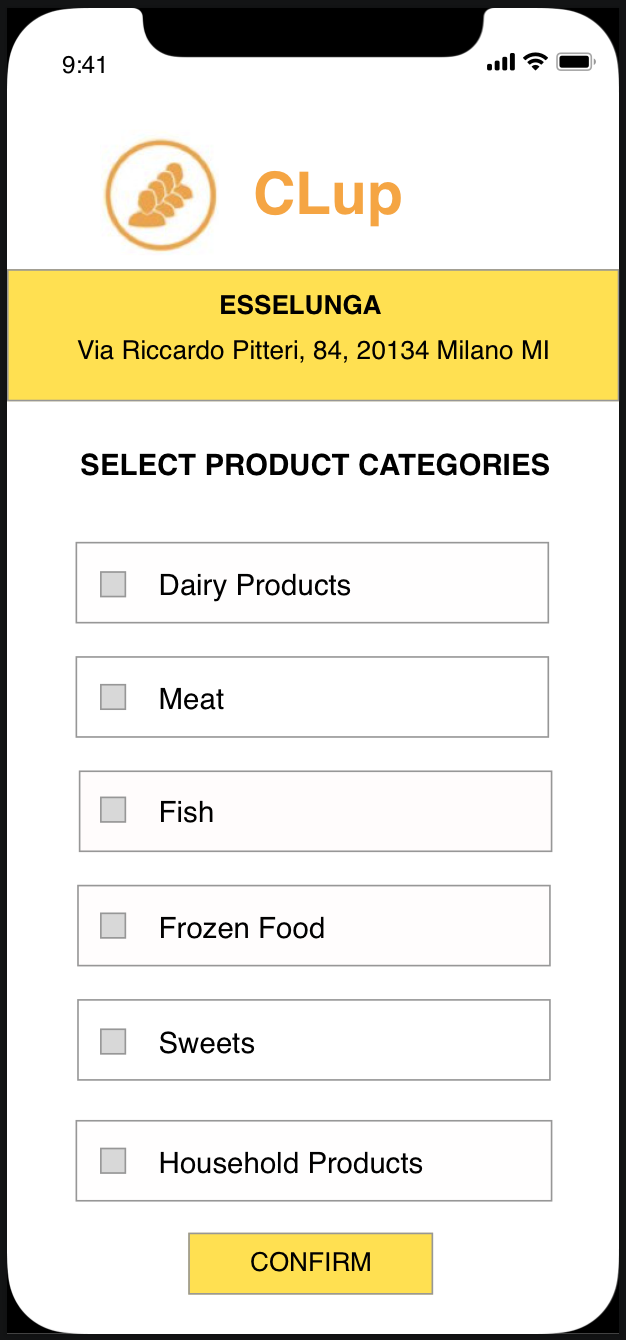 9:41
CLup
ESSELUNGA
Via Riccardo Pitteri, 84, 20134 Milano MI
SELECT PRODUCT CATEGORIES
Dairy Products
Meat
Fish
Frozen Food
Sweets
Household Products
CONFIRM